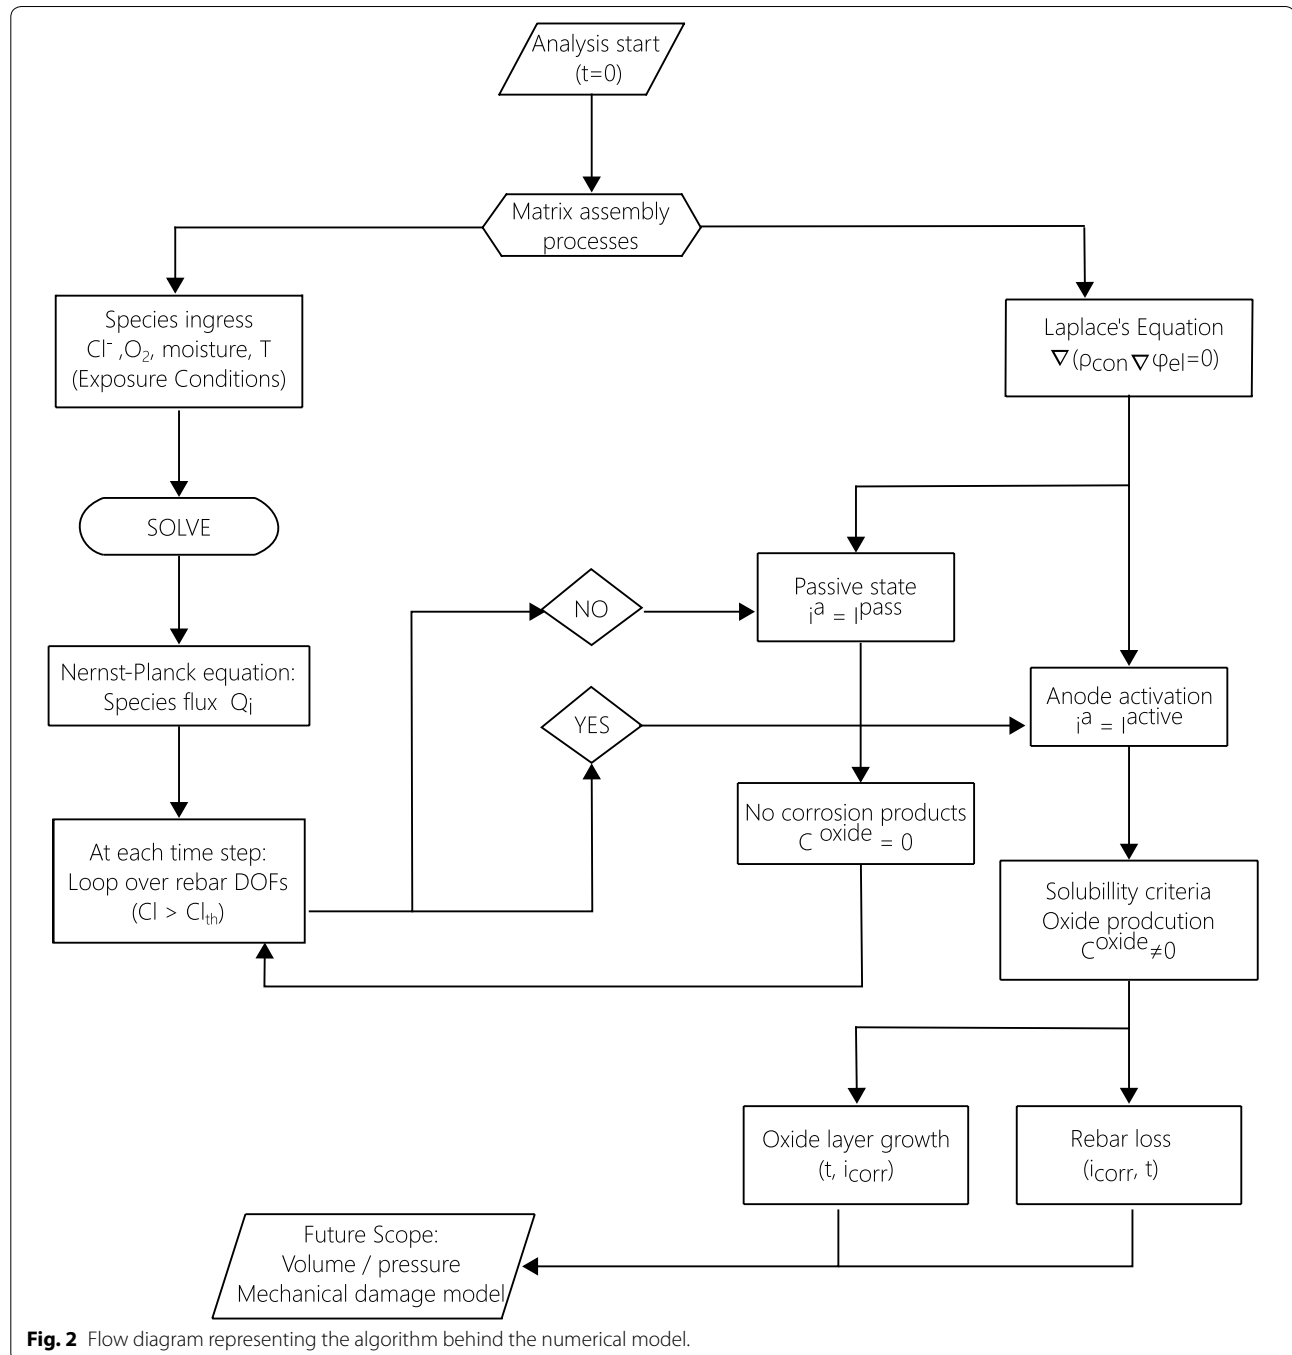 Analysis start
(t=0)
Matrix assembly
processes
Species ingress
Cl⁻ ,O₂, moisture, T
(Exposure Conditions)
Laplace's Equation
∇(ρcon∇φel=0)
SOLVE
Nernst-Planck equation:
Species flux Qi
NO
Passive state
iᵃ = Iᵖᵃˢˢ
YES
Anode activation
iᵃ = Iᵃᶜᵗⁱᵛᵉ
At each time step:
Loop over rebar DOFs
(Cl > Clth)
No corrosion products
C oxide = 0
Solubillity criteria
Oxide prodcution
Coxide≠0
Oxide layer growth
(t, icorr)
Rebar loss
(icorr, t)
Future Scope:
Volume / pressure
Mechanical damage model
Fig. 2 Flow diagram representing the algorithm behind the numerical model.